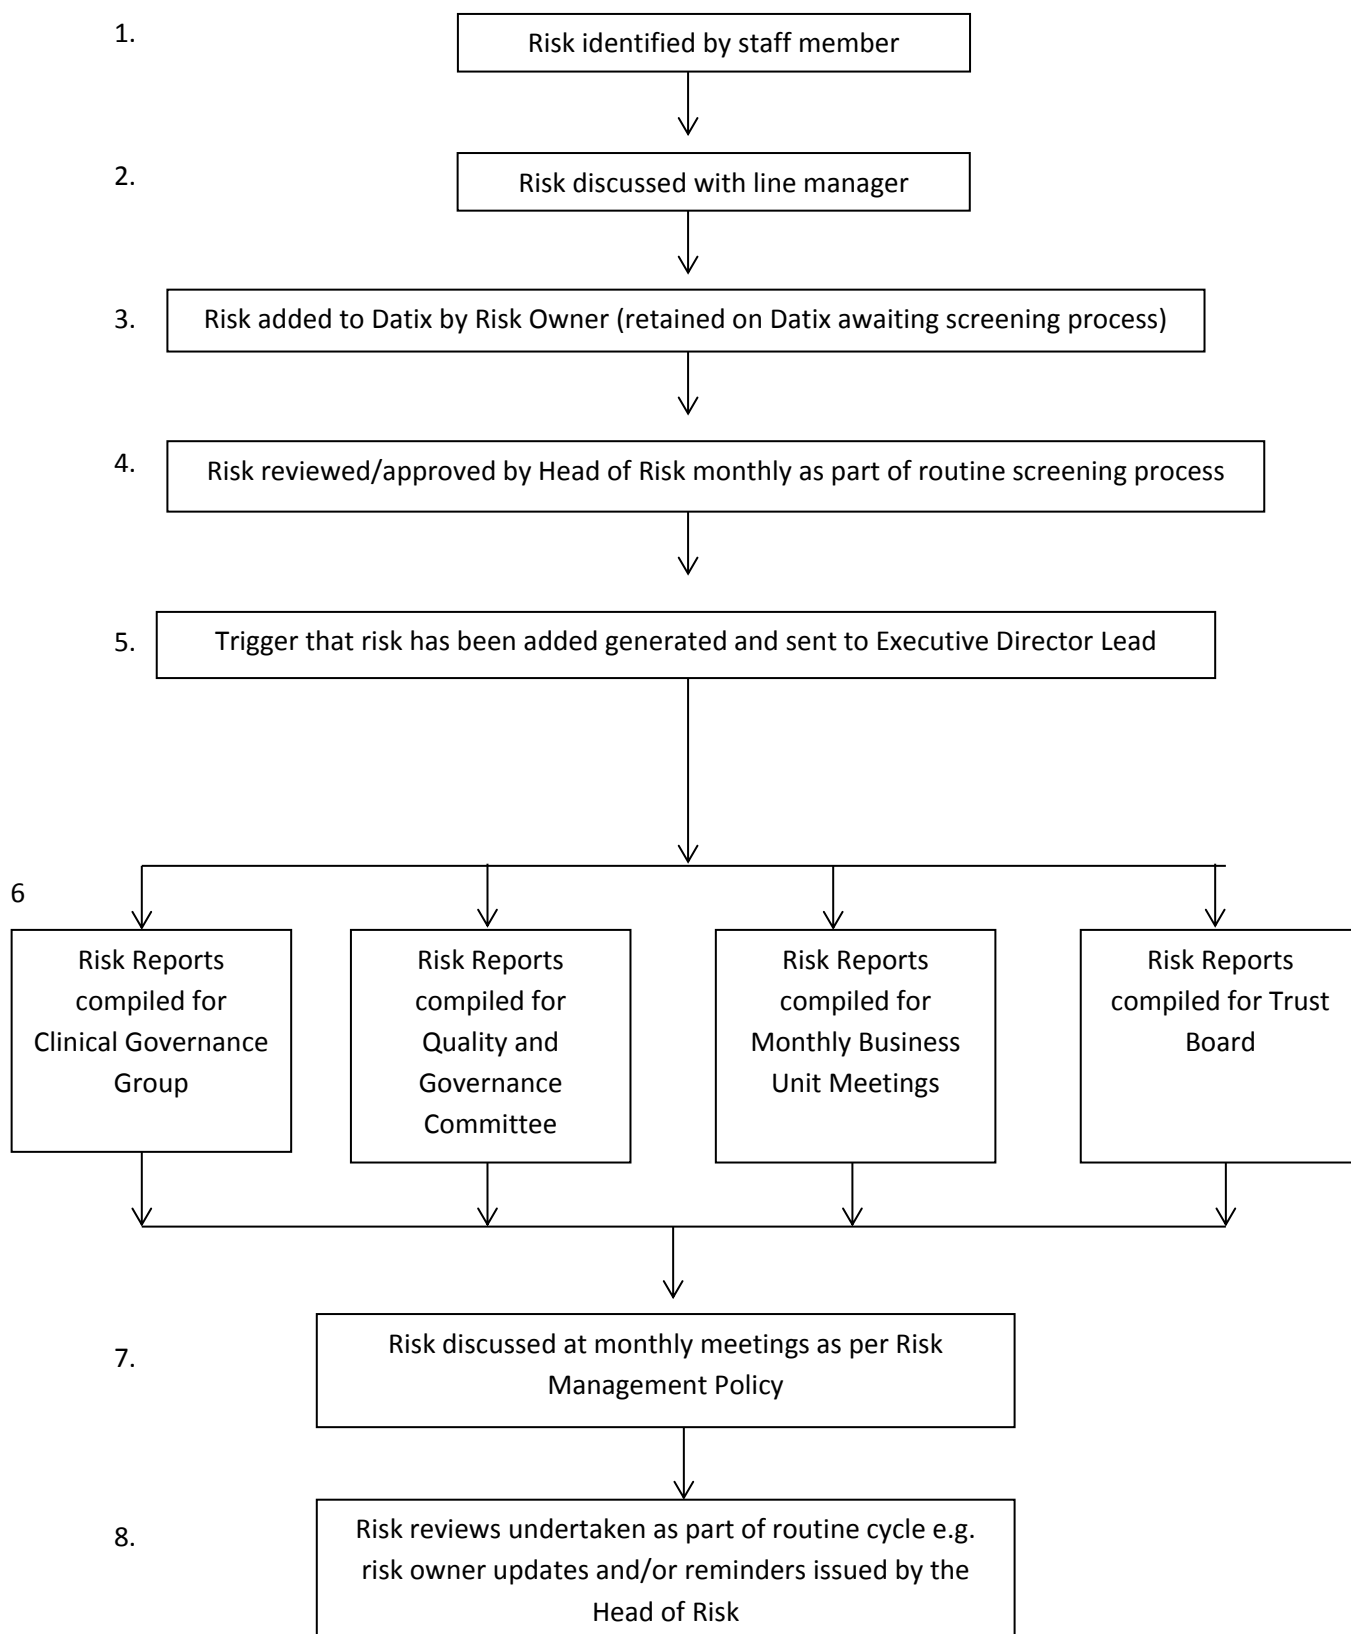 1.
Risk identified by staff member
2.
Risk discussed with line manager
3.
Risk added to Datix by Risk Owner (retained on Datix awaiting screening process)
4.
Risk reviewed/approved by Head of Risk monthly as part of routine screening process
5.
Trigger that risk has been added generated and sent to Executive Director Lead
6
Risk Reports
compiled for
Clinical Governance
Group
Risk Reports
compiled for
Quality and
Governance
Committee
Risk Reports
compiled for
Monthly Business
Unit Meetings
Risk Reports
compiled for Trust
Board
7.
Risk discussed at monthly meetings as per Risk
Management Policy
8.
Risk reviews undertaken as part of routine cycle e.g.
risk owner updates and/or reminders issued by the
Head of Risk